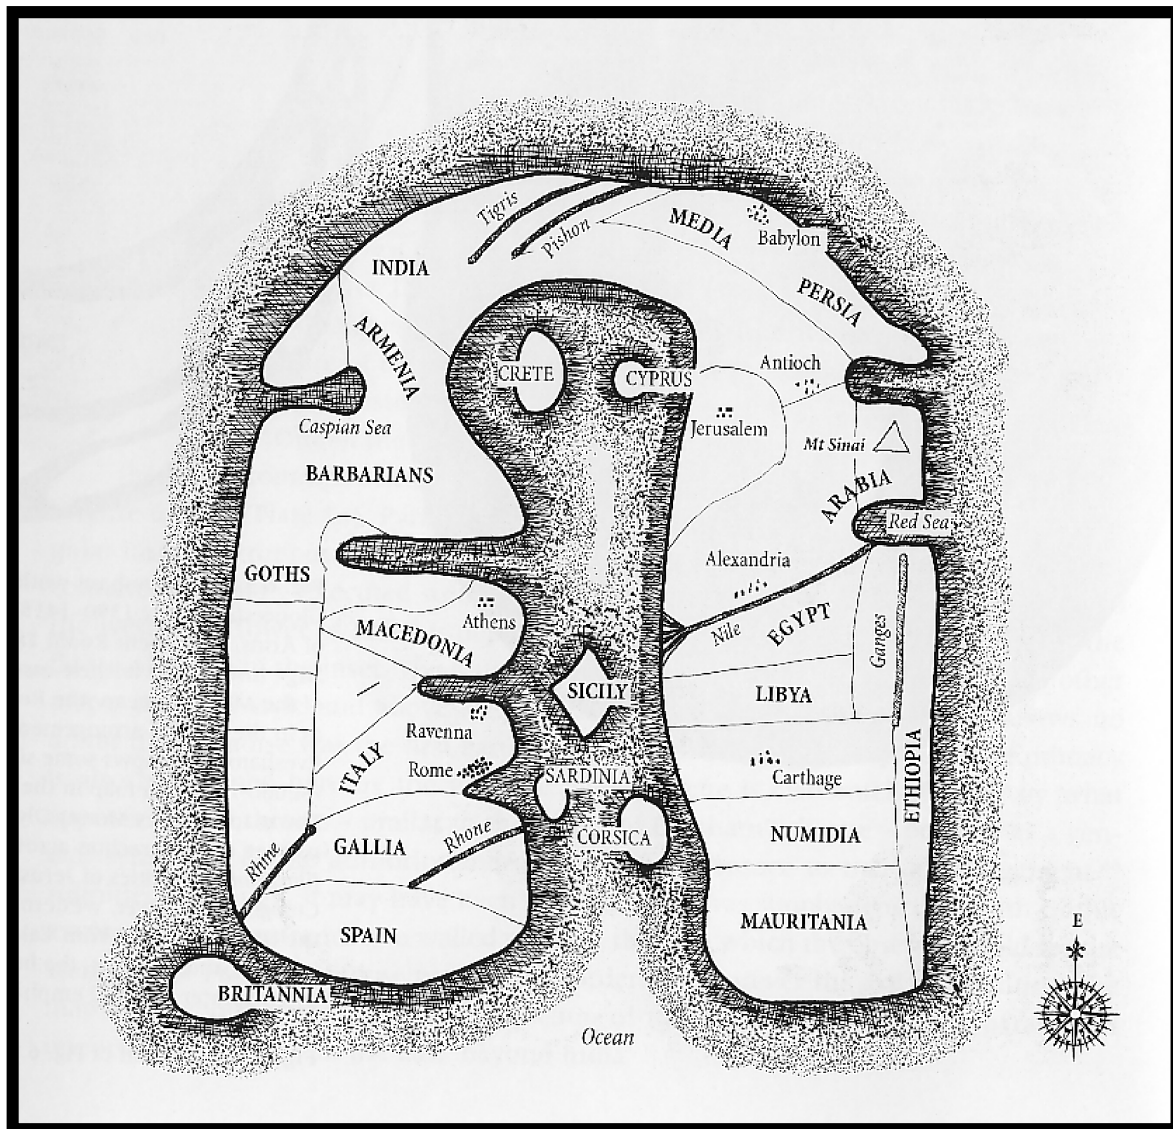 Tigris
Pishon
MEDIA
Babylon
INDIA
PERSIA
ARMENIA
Antioch
CRETE
CYPRUS
Caspian Sea
Jerusalem
Mt Sinai
BARBARIANS
ARABIA
Red Sea
GOTHS
Alexandria
Athens
MACEDONIA
Nile
EGYPT
Ganges
SICILY
LIBYA
Ravenna
ITALY
Rome
SARDINIA
Carthage
ETHIOPIA
Rhine
GALLIA
Rhone
CORSICA
NUMIDIA
SPAIN
MAURITANIA
E
BRITANNIA
Ocean